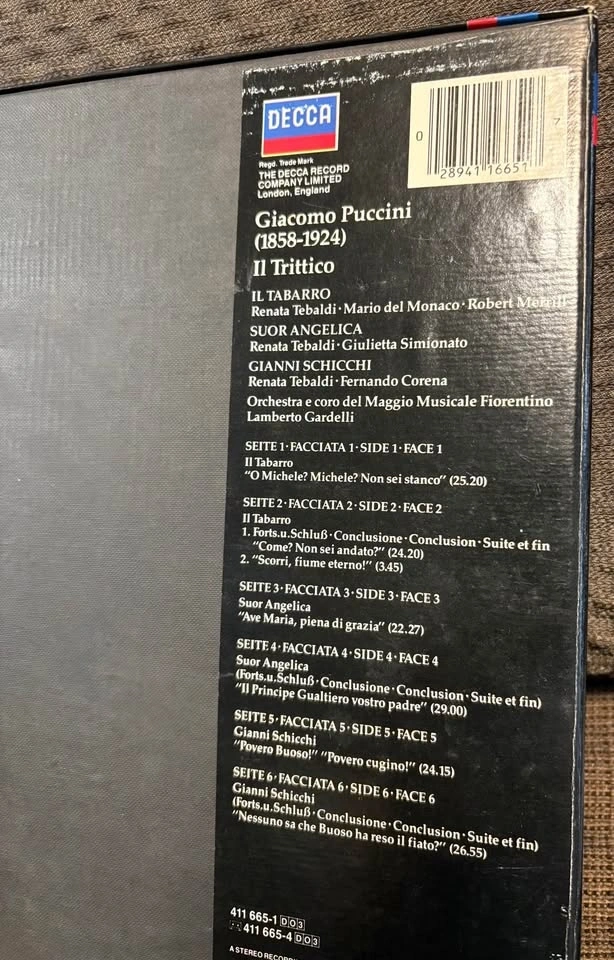 DECCA
Regd. Trade Mark
THE DECCA RECORD
COMPANY LIMITED
London, England
0 28941 16651 7
Giacomo Puccini
(1858-1924)
Il Trittico
IL TABARRO
Renata Tebaldi · Mario del Monaco · Robert Merrill
SUOR ANGELICA
Renata Tebaldi · Giulietta Simionato
GIANNI SCHICCHI
Renata Tebaldi · Fernando Corena
Orchestra e coro del Maggio Musicale Fiorentino
Lamberto Gardelli
SEITE 1 · FACCIATA 1 · SIDE 1 · FACE 1
Il Tabarro
"O Michele? Michele? Non sei stanco" (25.20)
SEITE 2 · FACCIATA 2 · SIDE 2 · FACE 2
Il Tabarro
1. Forts.u.Schluß · Conclusione · Conclusion · Suite et fin
"Come? Non sei andato?" (24.20)
2. "Scorri, fiume eterno!" (3.45)
SEITE 3 · FACCIATA 3 · SIDE 3 · FACE 3
Suor Angelica
"Ave Maria, piena di grazia" (22.27)
SEITE 4 · FACCIATA 4 · SIDE 4 · FACE 4
Suor Angelica
(Forts.u.Schluß · Conclusione · Conclusion · Suite et fin)
"Il Principe Gualtiero vostro padre" (29.00)
SEITE 5 · FACCIATA 5 · SIDE 5 · FACE 5
Gianni Schicchi
"Povero Buoso!" "Povero cugino!" (24.15)
SEITE 6 · FACCIATA 6 · SIDE 6 · FACE 6
Gianni Schicchi
(Forts.u.Schluß · Conclusione · Conclusion · Suite et fin)
"Nessuno sa che Buoso ha reso il fiato?" (26.55)
411 665-1 DO3
411 665-4 DO3
A STEREO